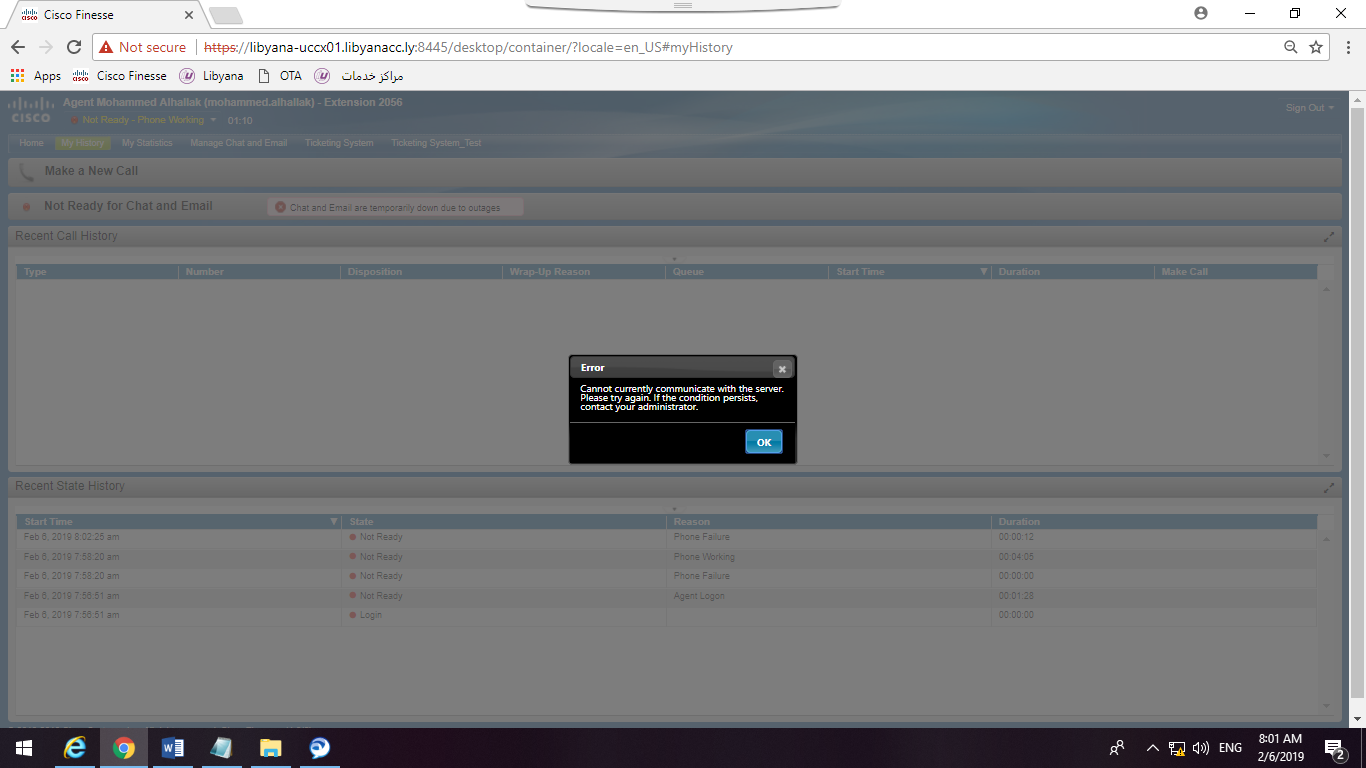 Cisco Finesse
Not secure https://libyana-uccx01.libyanacc.ly:8445/desktop/container/?locale=en_US#myHistory
Apps Cisco Finesse Libyana OTA مراكز خدمات
CISCO
Agent Mohammed Alhallak (mohammed.alhallak) - Extension 2056
Not Ready - Phone Working 01:10
Sign Out
Home My History My Statistics Manage Chat and Email Ticketing System Ticketing System_Test
Make a New Call
Not Ready for Chat and Email Chat and Email are temporarily down due to outages
Recent Call History
Type Number Disposition Wrap-Up Reason Queue Start Time Duration Make Call
Error
Cannot currently communicate with the server.
Please try again. If the condition persists,
contact your administrator.
OK
Recent State History
Start Time State Reason Duration
Feb 6, 2019 8:02:25 am Not Ready Phone Failure 00:00:12
Feb 6, 2019 7:58:20 am Not Ready Phone Working 00:04:05
Feb 6, 2019 7:58:20 am Not Ready Phone Failure 00:00:00
Feb 6, 2019 7:56:51 am Not Ready Agent Logon 00:01:28
Feb 6, 2019 7:56:51 am Login 00:00:00
ENG
8:01 AM
2/6/2019
2